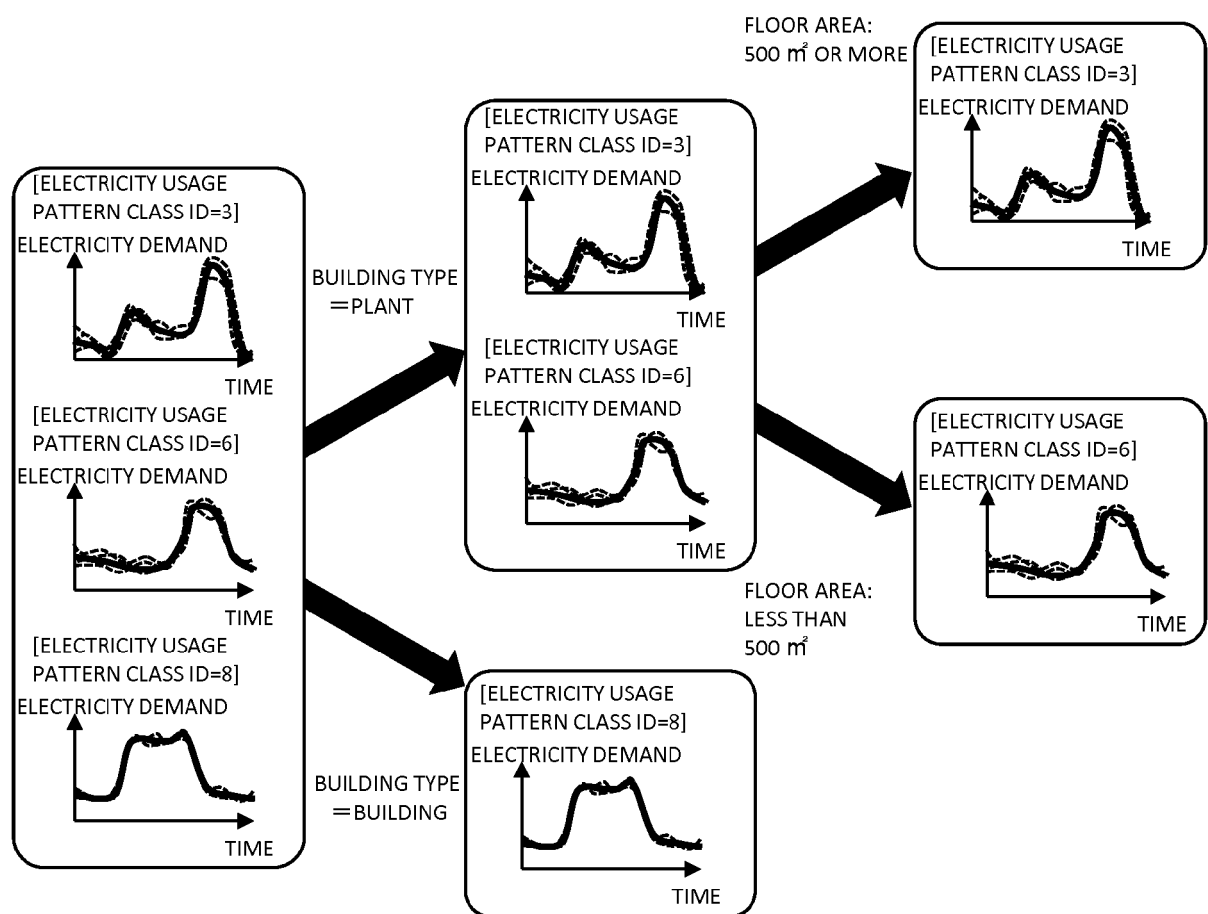 [ELECTRICITY USAGE
PATTERN CLASS ID=3]
ELECTRICITY DEMAND
TIME
[ELECTRICITY USAGE
PATTERN CLASS ID=6]
ELECTRICITY DEMAND
TIME
[ELECTRICITY USAGE
PATTERN CLASS ID=8]
ELECTRICITY DEMAND
TIME
BUILDING TYPE
＝PLANT
BUILDING TYPE
＝BUILDING
[ELECTRICITY USAGE
PATTERN CLASS ID=3]
ELECTRICITY DEMAND
TIME
[ELECTRICITY USAGE
PATTERN CLASS ID=6]
ELECTRICITY DEMAND
TIME
[ELECTRICITY USAGE
PATTERN CLASS ID=8]
ELECTRICITY DEMAND
TIME
FLOOR AREA:
500 ㎡ OR MORE
FLOOR AREA:
LESS THAN
500 ㎡
[ELECTRICITY USAGE
PATTERN CLASS ID=3]
ELECTRICITY DEMAND
TIME
[ELECTRICITY USAGE
PATTERN CLASS ID=6]
ELECTRICITY DEMAND
TIME